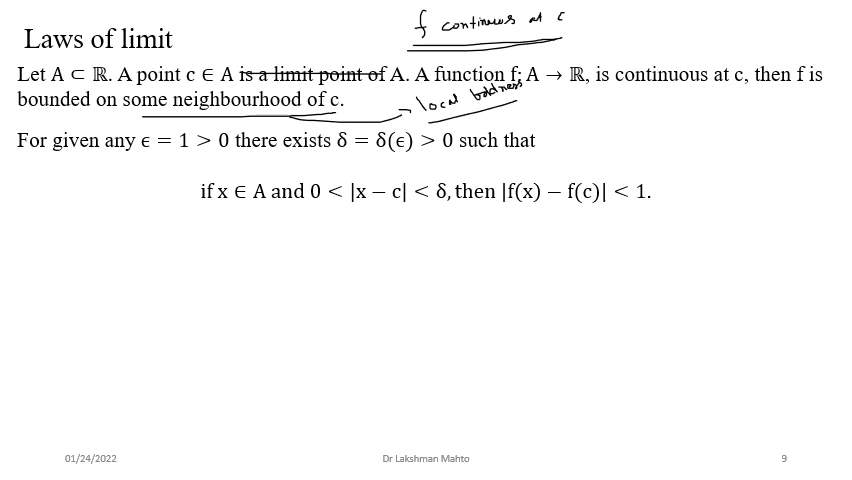 f continuous at c
Laws of limit
Let A ⊂ ℝ. A point c ∈ A is a limit point of A. A function f: A → ℝ, is continuous at c, then f is
bounded on some neighbourhood of c.
local bddness
For given any ϵ = 1 > 0 there exists δ = δ(ϵ) > 0 such that
if x ∈ A and 0 < |x − c| < δ, then |f(x) − f(c)| < 1.
01/24/2022
Dr Lakshman Mahto
9